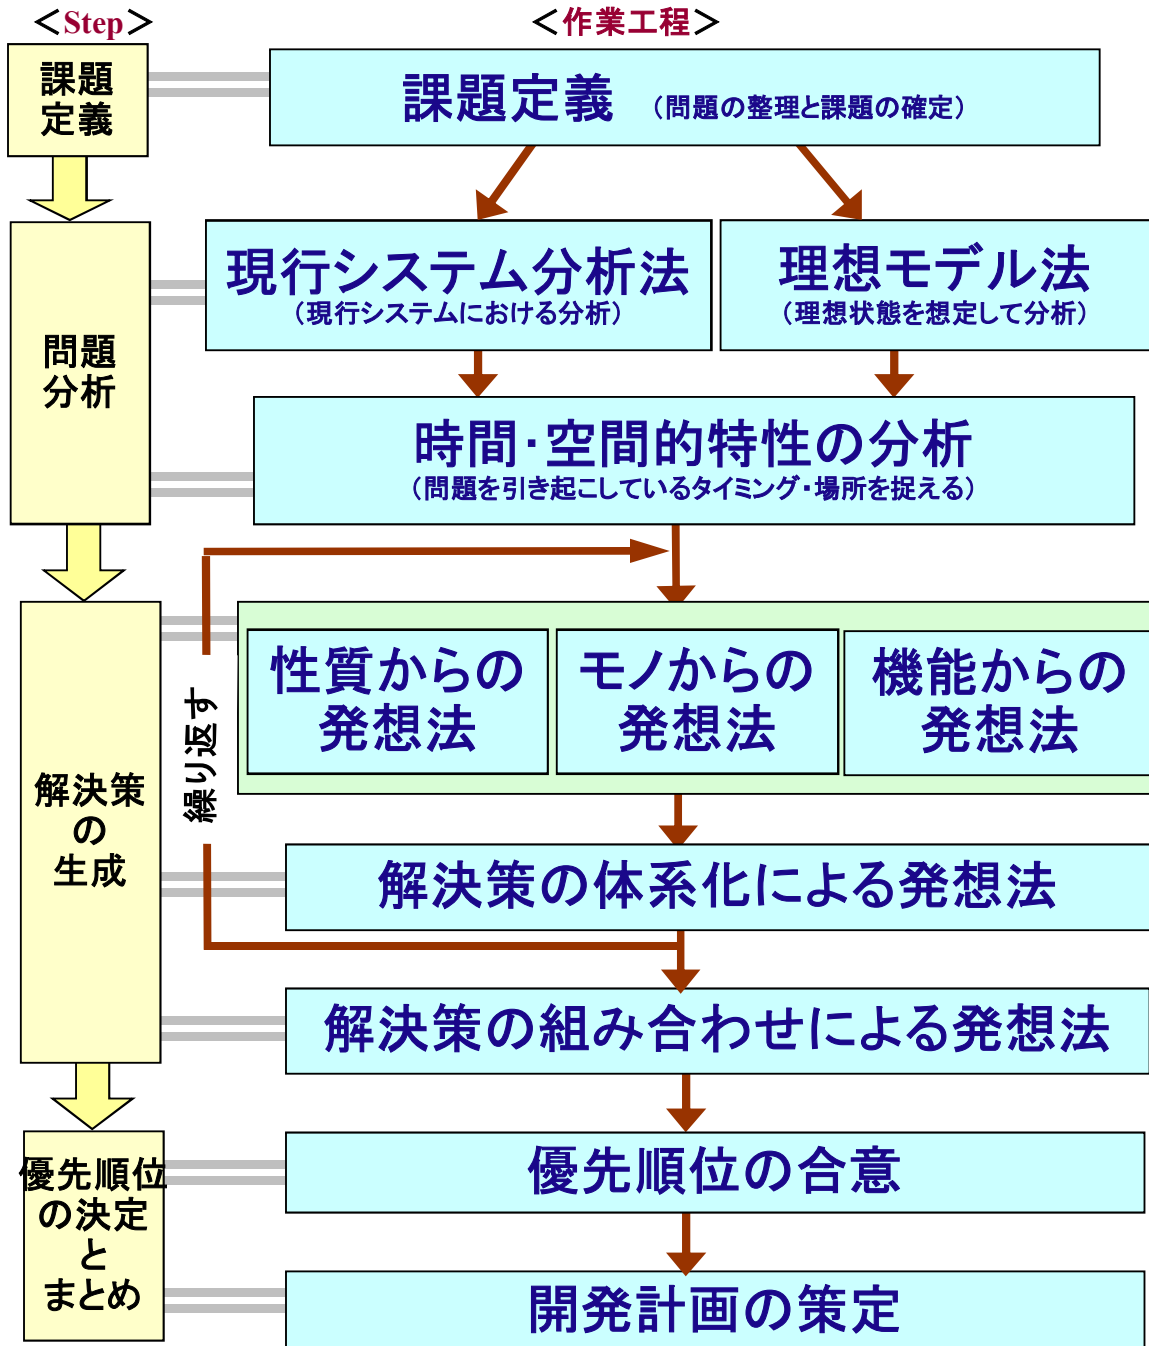 ＜Step＞
＜作業工程＞
課題
定義
課題定義 （問題の整理と課題の確定）
問題
分析
現行システム分析法
（現行システムにおける分析）
理想モデル法
（理想状態を想定して分析）
時間・空間的特性の分析
（問題を引き起こしているタイミング・場所を捉える）
解決策
の
生成
繰り返す
性質からの
発想法
モノからの
発想法
機能からの
発想法
解決策の体系化による発想法
解決策の組み合わせによる発想法
優先順位
の決定
と
まとめ
優先順位の合意
開発計画の策定